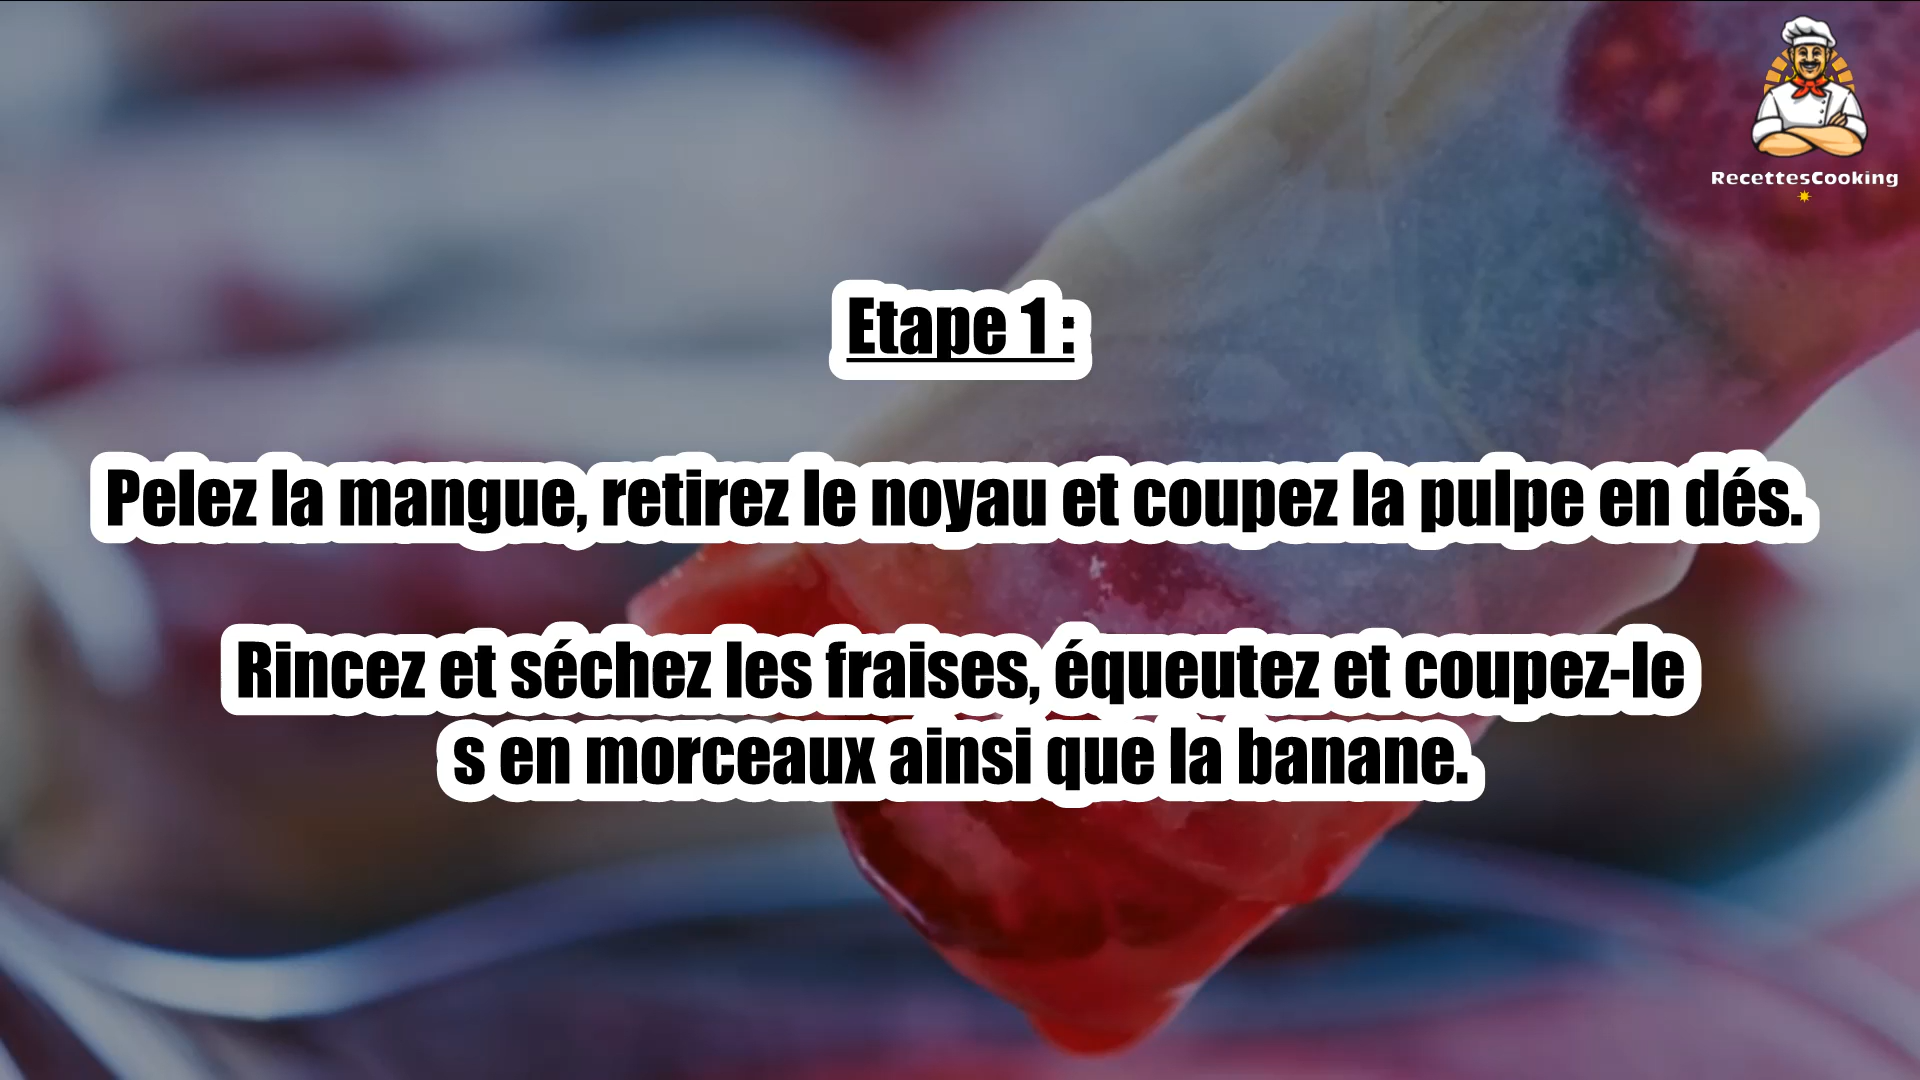 RecettesCooking
Etape 1 :
Pelez la mangue, retirez le noyau et coupez la pulpe en dés.
Rincez et séchez les fraises, équeutez et coupez-le
s en morceaux ainsi que la banane.